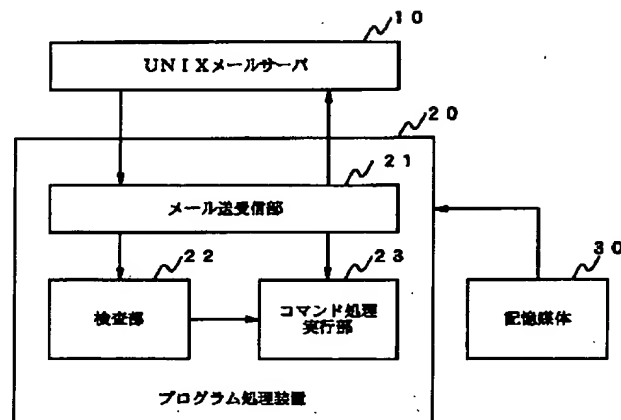 １０
ＵＮＩＸメールサーバ
２０
２１
メール送受信部
２２
２３
３０
検査部
コマンド処理
実行部
記憶媒体
プログラム処理装置